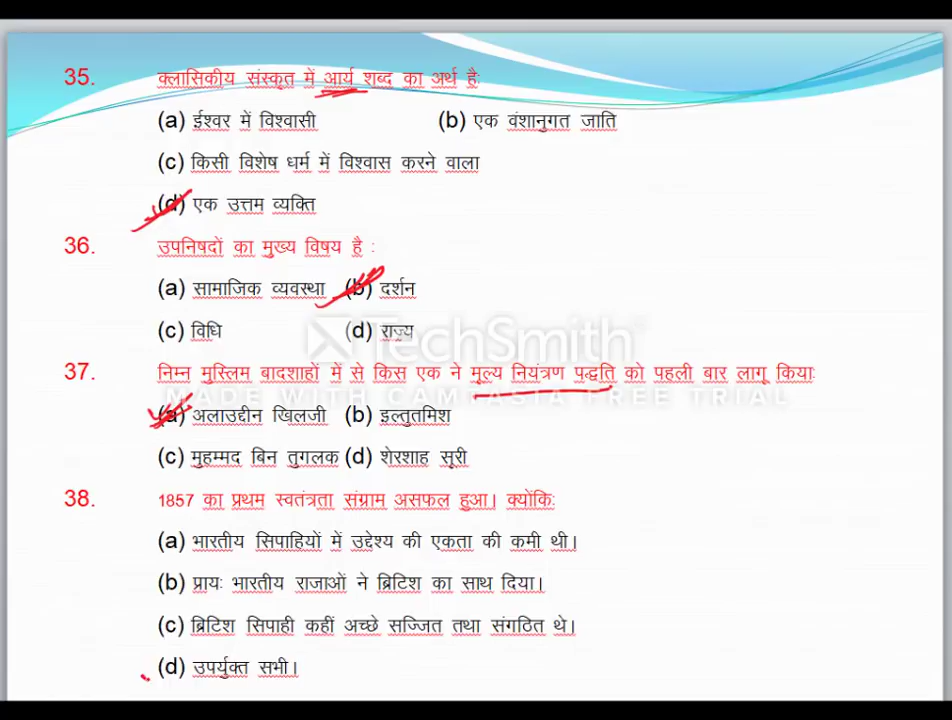 35. क्लासिकीय संस्कृत में आर्य शब्द का अर्थ है:
(a) ईश्वर में विश्वासी (b) एक वंशानुगत जाति
(c) किसी विशेष धर्म में विश्वास करने वाला
(d) एक उत्तम व्यक्ति
36. उपनिषदों का मुख्य विषय है :
(a) सामाजिक व्यवस्था (b) दर्शन
(c) विधि (d) राज्य
TechSmith
37. निम्न मुस्लिम बादशाहों में से किस एक ने मूल्य नियंत्रण पद्धति को पहली बार लागू किया:
MADE WITH CAMTASIA FREE TRIAL
(a) अलाउद्दीन खिलजी (b) इल्तुतमिश
(c) मुहम्मद बिन तुगलक (d) शेरशाह सूरी
38. 1857 का प्रथम स्वतंत्रता संग्राम असफल हुआ। क्योंकि:
(a) भारतीय सिपाहियों में उद्देश्य की एकता की कमी थी।
(b) प्रायः भारतीय राजाओं ने ब्रिटिश का साथ दिया।
(c) ब्रिटिश सिपाही कहीं अच्छे सज्जित तथा संगठित थे।
(d) उपर्युक्त सभी।